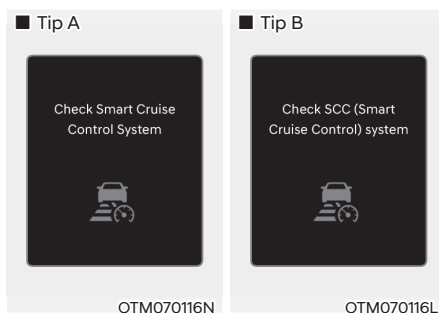 ■ Tip A
Check Smart Cruise
Control System
OTM070116N
■ Tip B
Check SCC (Smart
Cruise Control) system
OTM070116L